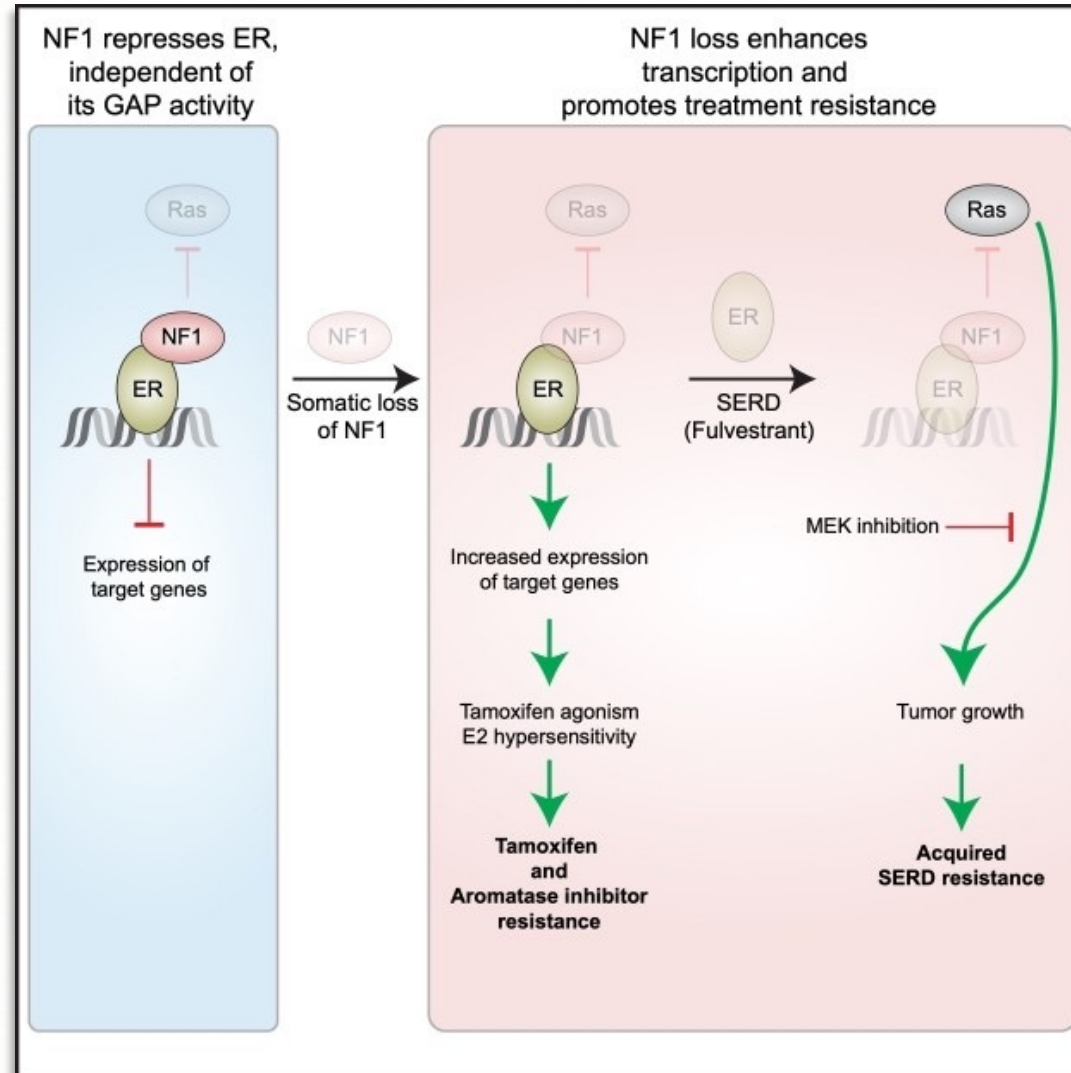 NF1 represses ER,
independent of
its GAP activity
NF1 loss enhances
transcription and
promotes treatment resistance
Ras
NF1
ER
Expression of
target genes
NF1
Somatic loss
of NF1
Ras
NF1
ER
Increased expression
of target genes
Tamoxifen agonism
E2 hypersensitivity
Tamoxifen
and
Aromatase inhibitor
resistance
ER
SERD
(Fulvestrant)
Ras
NF1
ER
MEK inhibition
Tumor growth
Acquired
SERD resistance